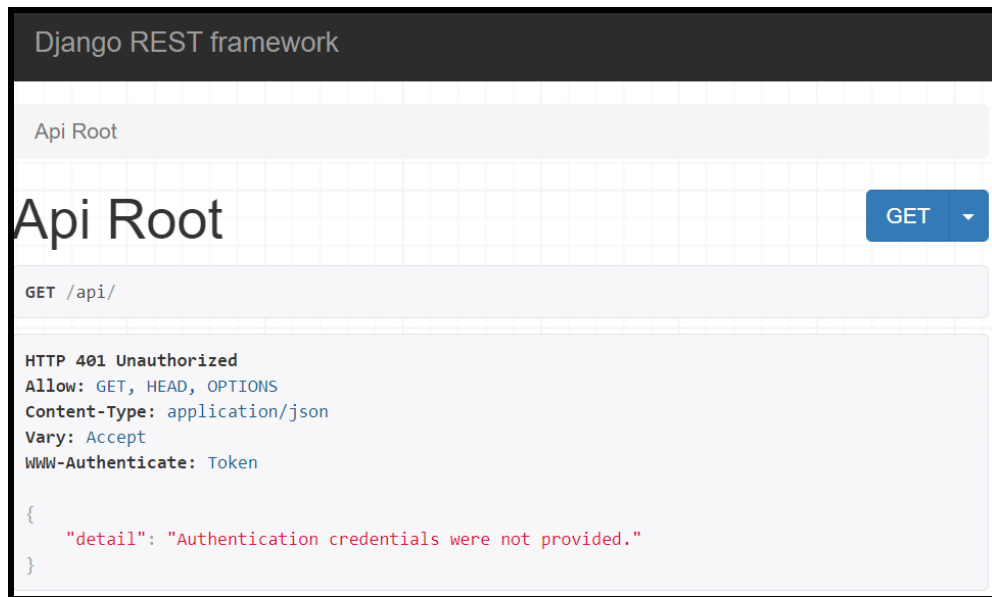 Django REST framework
Api Root
Api Root
GET
GET /api/
HTTP 401 Unauthorized
Allow: GET, HEAD, OPTIONS
Content-Type: application/json
Vary: Accept
WWW-Authenticate: Token
{
"detail": "Authentication credentials were not provided."
}